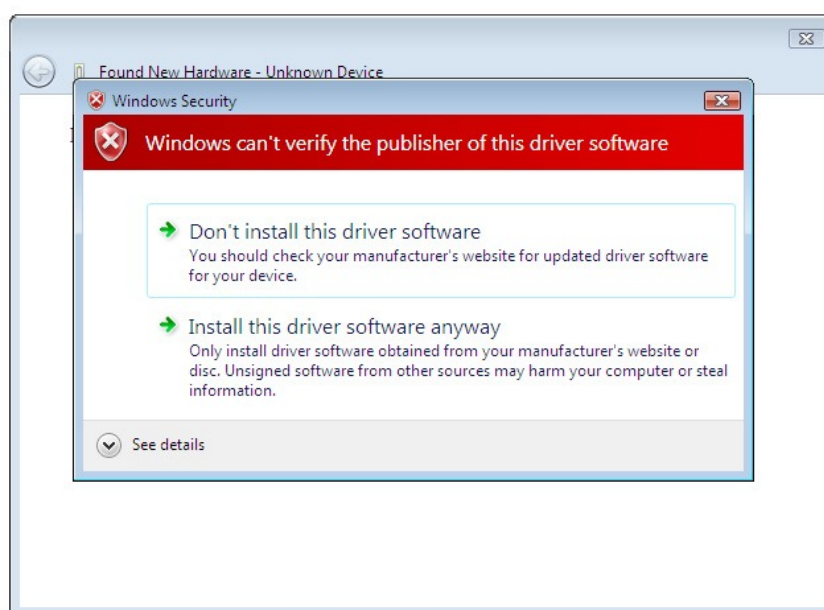 Found New Hardware - Unknown Device
Windows Security
Windows can't verify the publisher of this driver software
Don't install this driver software
You should check your manufacturer's website for updated driver software
for your device.
Install this driver software anyway
Only install driver software obtained from your manufacturer's website or
disc. Unsigned software from other sources may harm your computer or steal
information.
See details